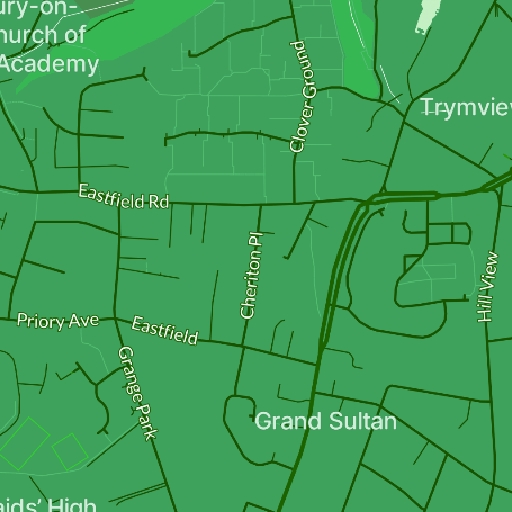 ury-on-
hurch of
Academy
Clover Ground
Trymview
Eastfield Rd
Cheriton Pl
Hill View
Priory Ave
Eastfield
Grange Park
Grand Sultan
aids' High